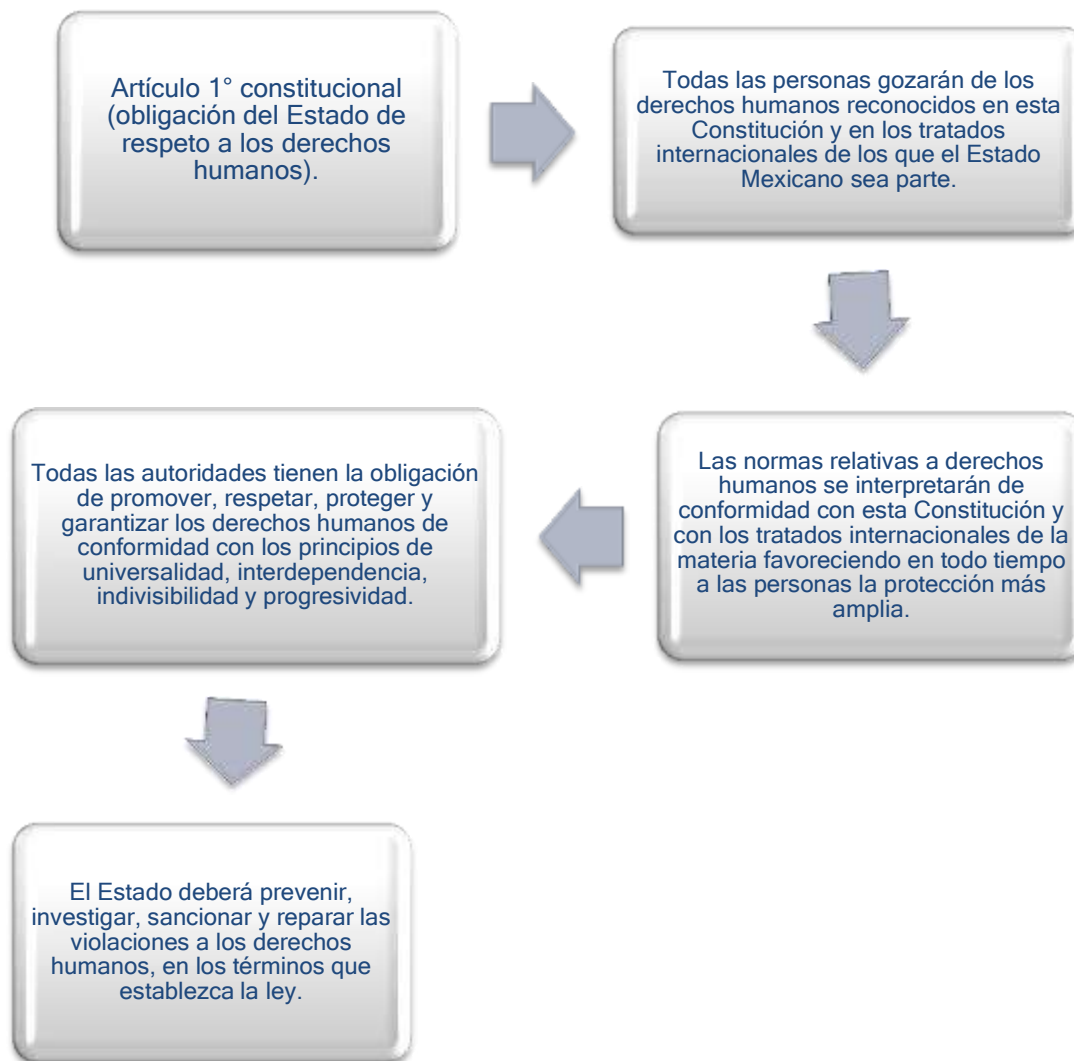 Artículo 1° constitucional
(obligación del Estado de
respeto a los derechos
humanos).
Todas las personas gozarán de los
derechos humanos reconocidos en esta
Constitución y en los tratados
internacionales de los que el Estado
Mexicano sea parte.
Las normas relativas a derechos
humanos se interpretarán de
conformidad con esta Constitución y
con los tratados internacionales de la
materia favoreciendo en todo tiempo
a las personas la protección más
amplia.
Todas las autoridades tienen la obligación
de promover, respetar, proteger y
garantizar los derechos humanos de
conformidad con los principios de
universalidad, interdependencia,
indivisibilidad y progresividad.
El Estado deberá prevenir,
investigar, sancionar y reparar las
violaciones a los derechos
humanos, en los términos que
establezca la ley.